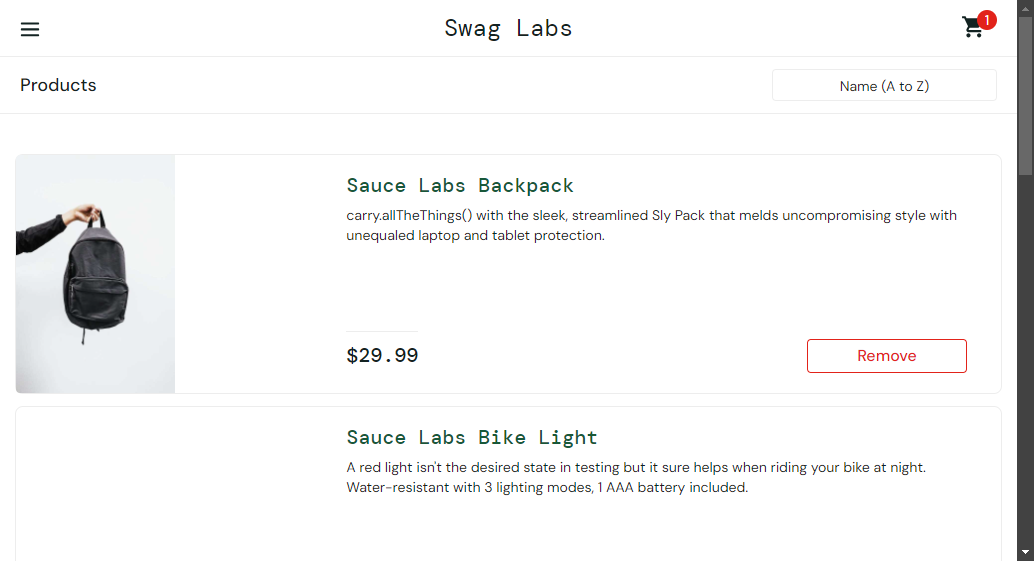 Swag Labs
1
Products
Name (A to Z)
Sauce Labs Backpack
carry.allTheThings() with the sleek, streamlined Sly Pack that melds uncompromising style with
unequaled laptop and tablet protection.
$29.99
Remove
Sauce Labs Bike Light
A red light isn't the desired state in testing but it sure helps when riding your bike at night.
Water-resistant with 3 lighting modes, 1 AAA battery included.